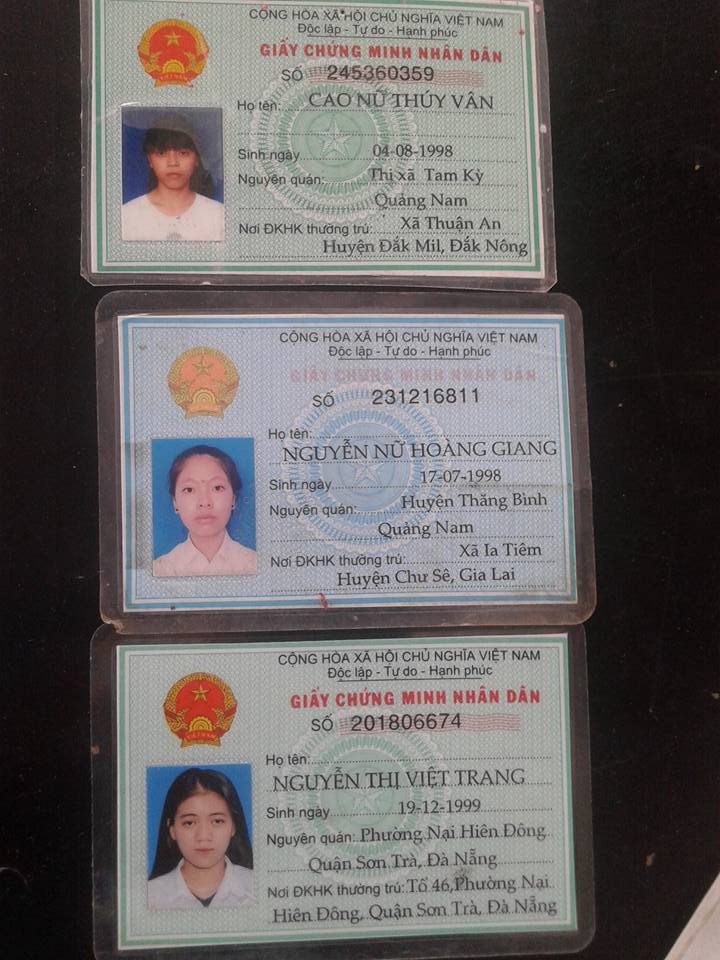 CỘNG HÒA XÃ HỘI CHỦ NGHĨA VIỆT NAM
Độc lập - Tự do - Hạnh phúc
GIẤY CHỨNG MINH NHÂN DÂN
SỐ 245360359
Họ tên: CAO NỮ THÚY VÂN
Sinh ngày 04-08-1998
Nguyên quán: Thị xã Tam Kỳ
Quảng Nam
Nơi ĐKHK thường trú: Xã Thuận An
Huyện Đắk Mil, Đắk Nông
VIỆT NAM
CỘNG HÒA XÃ HỘI CHỦ NGHĨA VIỆT NAM
Độc lập - Tự do - Hạnh phúc
GIẤY CHỨNG MINH NHÂN DÂN
SỐ 231216811
Họ tên:
NGUYỄN NỮ HOÀNG GIANG
Sinh ngày 17-07-1998
Nguyên quán: Huyện Thăng Bình
Quảng Nam
Nơi ĐKHK thường trú: Xã Ia Tiêm
Huyện Chư Sê, Gia Lai
CỘNG HÒA XÃ HỘI CHỦ NGHĨA VIỆT NAM
Độc lập - Tự do - Hạnh phúc
GIẤY CHỨNG MINH NHÂN DÂN
SỐ 201806674
Họ tên:
NGUYỄN THỊ VIỆT TRANG
Sinh ngày 19-12-1999
Nguyên quán: Phường Nại Hiên Đông
Quận Sơn Trà, Đà Nẵng
Nơi ĐKHK thường trú: Tổ 46, Phường Nại
Hiên Đông, Quận Sơn Trà, Đà Nẵng
VIỆT NAM